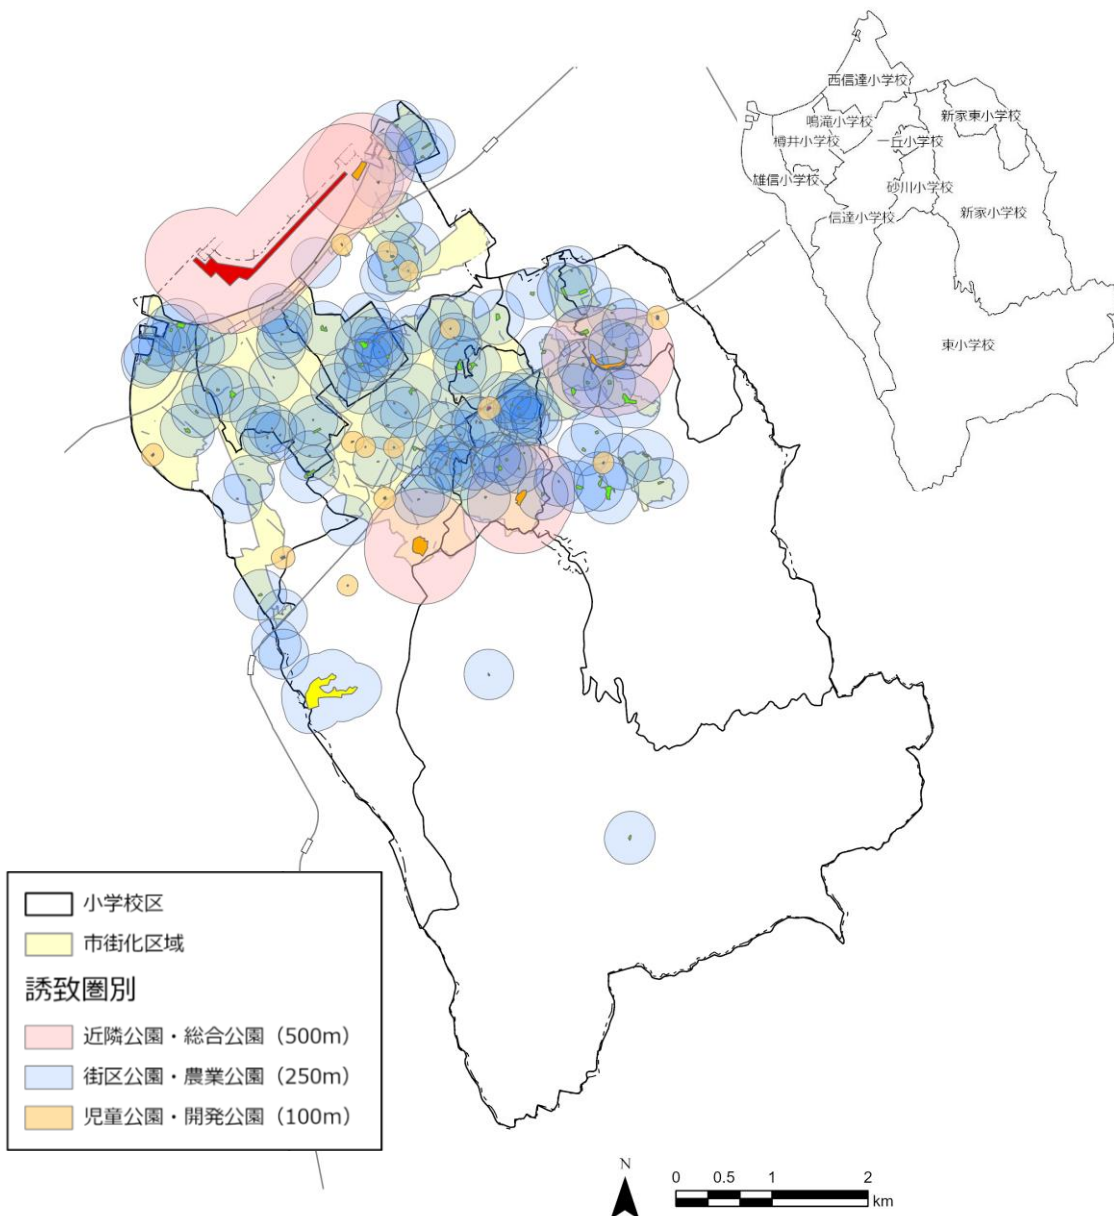 西信達小学校
新家東小学校
鳴滝小学校
樽井小学校
一丘小学校
雄信小学校
砂川小学校
信達小学校
新家小学校
東小学校
小学校区
市街化区域
誘致圏別
近隣公園・総合公園（500m）
街区公園・農業公園（250m）
児童公園・開発公園（100m）
N
0 0.5 1 2
km